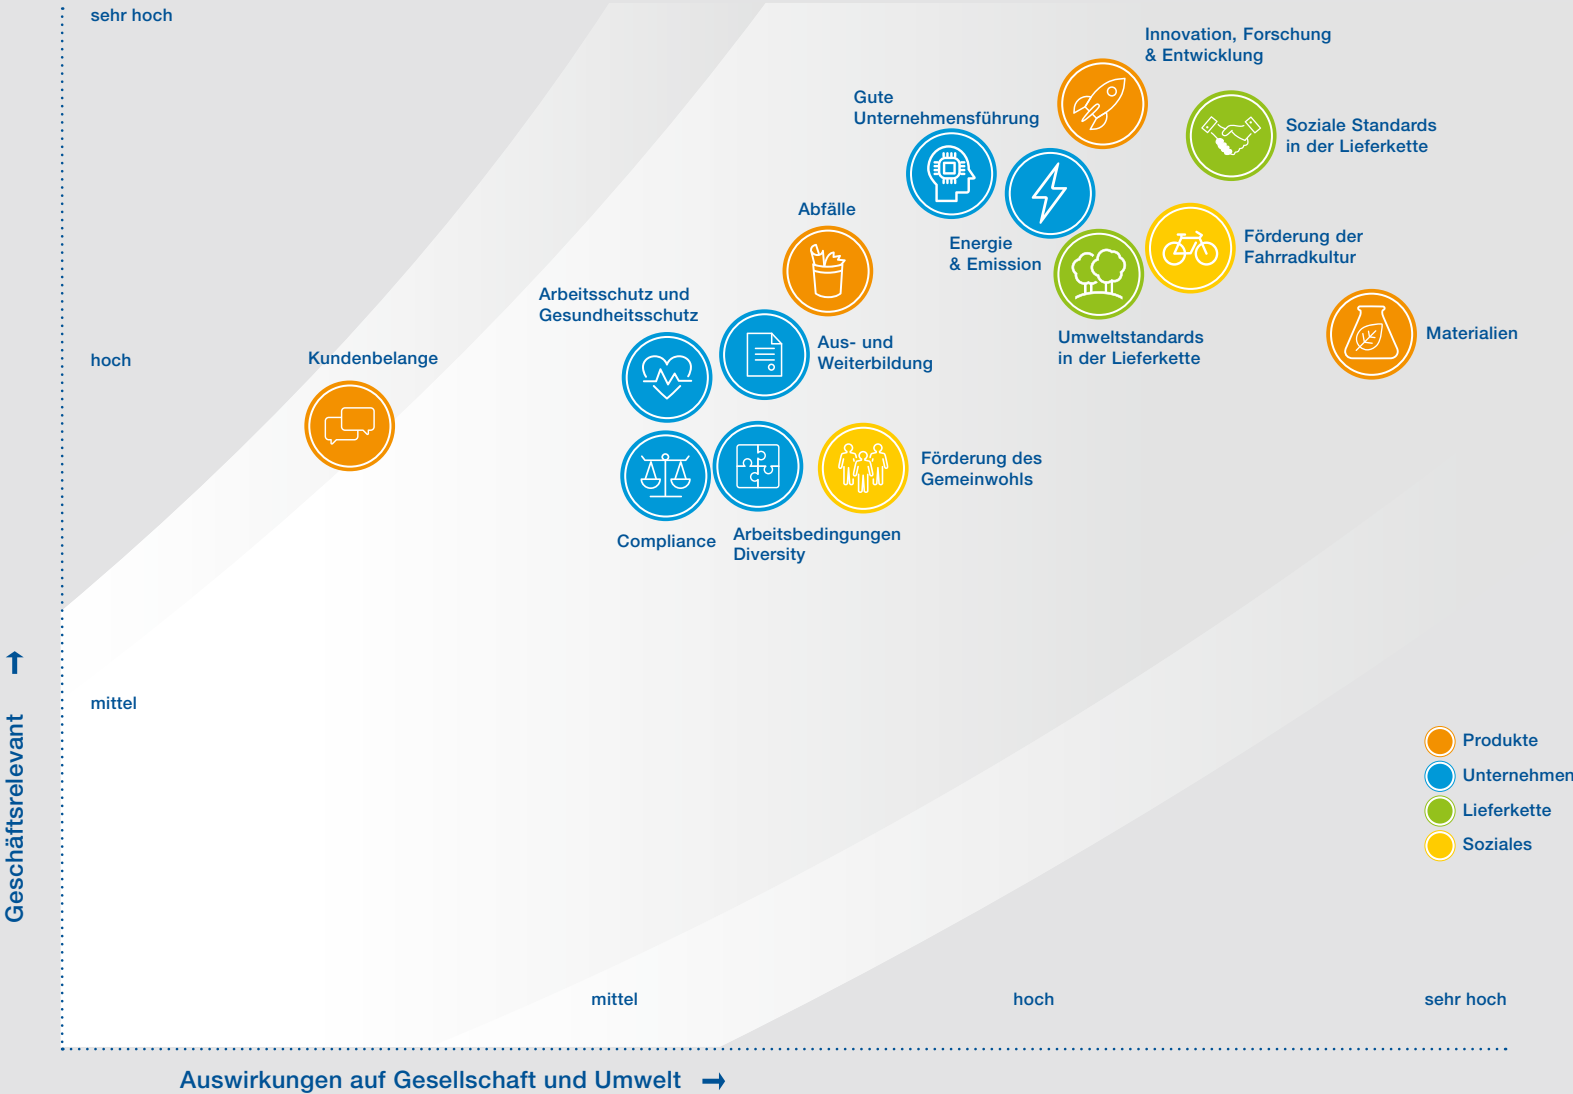 sehr hoch
Innovation, Forschung
& Entwicklung
Gute
Unternehmensführung
Soziale Standards
in der Lieferkette
Abfälle
Energie
& Emission
Förderung der
Fahrradkultur
Arbeitsschutz und
Gesundheitsschutz
Aus- und
Weiterbildung
Umweltstandards
in der Lieferkette
Materialien
hoch
Kundenbelange
Förderung des
Gemeinwohls
Compliance
Arbeitsbedingungen
Diversity
mittel
Geschäftsrelevant
Produkte
Unternehmen
Lieferkette
Soziales
mittel
hoch
sehr hoch
Auswirkungen auf Gesellschaft und Umwelt